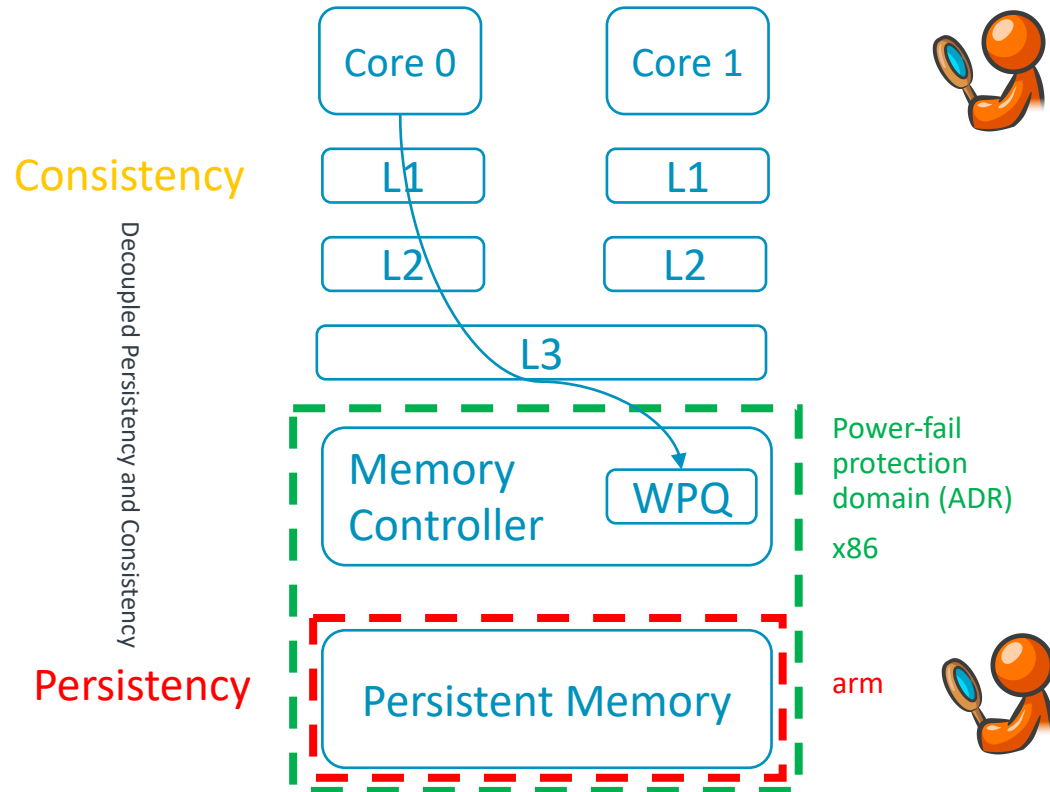 Core 0
Core 1
Consistency
L1
L1
Decoupled Persistency and Consistency
L2
L2
L3
Memory
Controller
WPQ
Power-fail
protection
domain (ADR)
x86
Persistency
Persistent Memory
arm